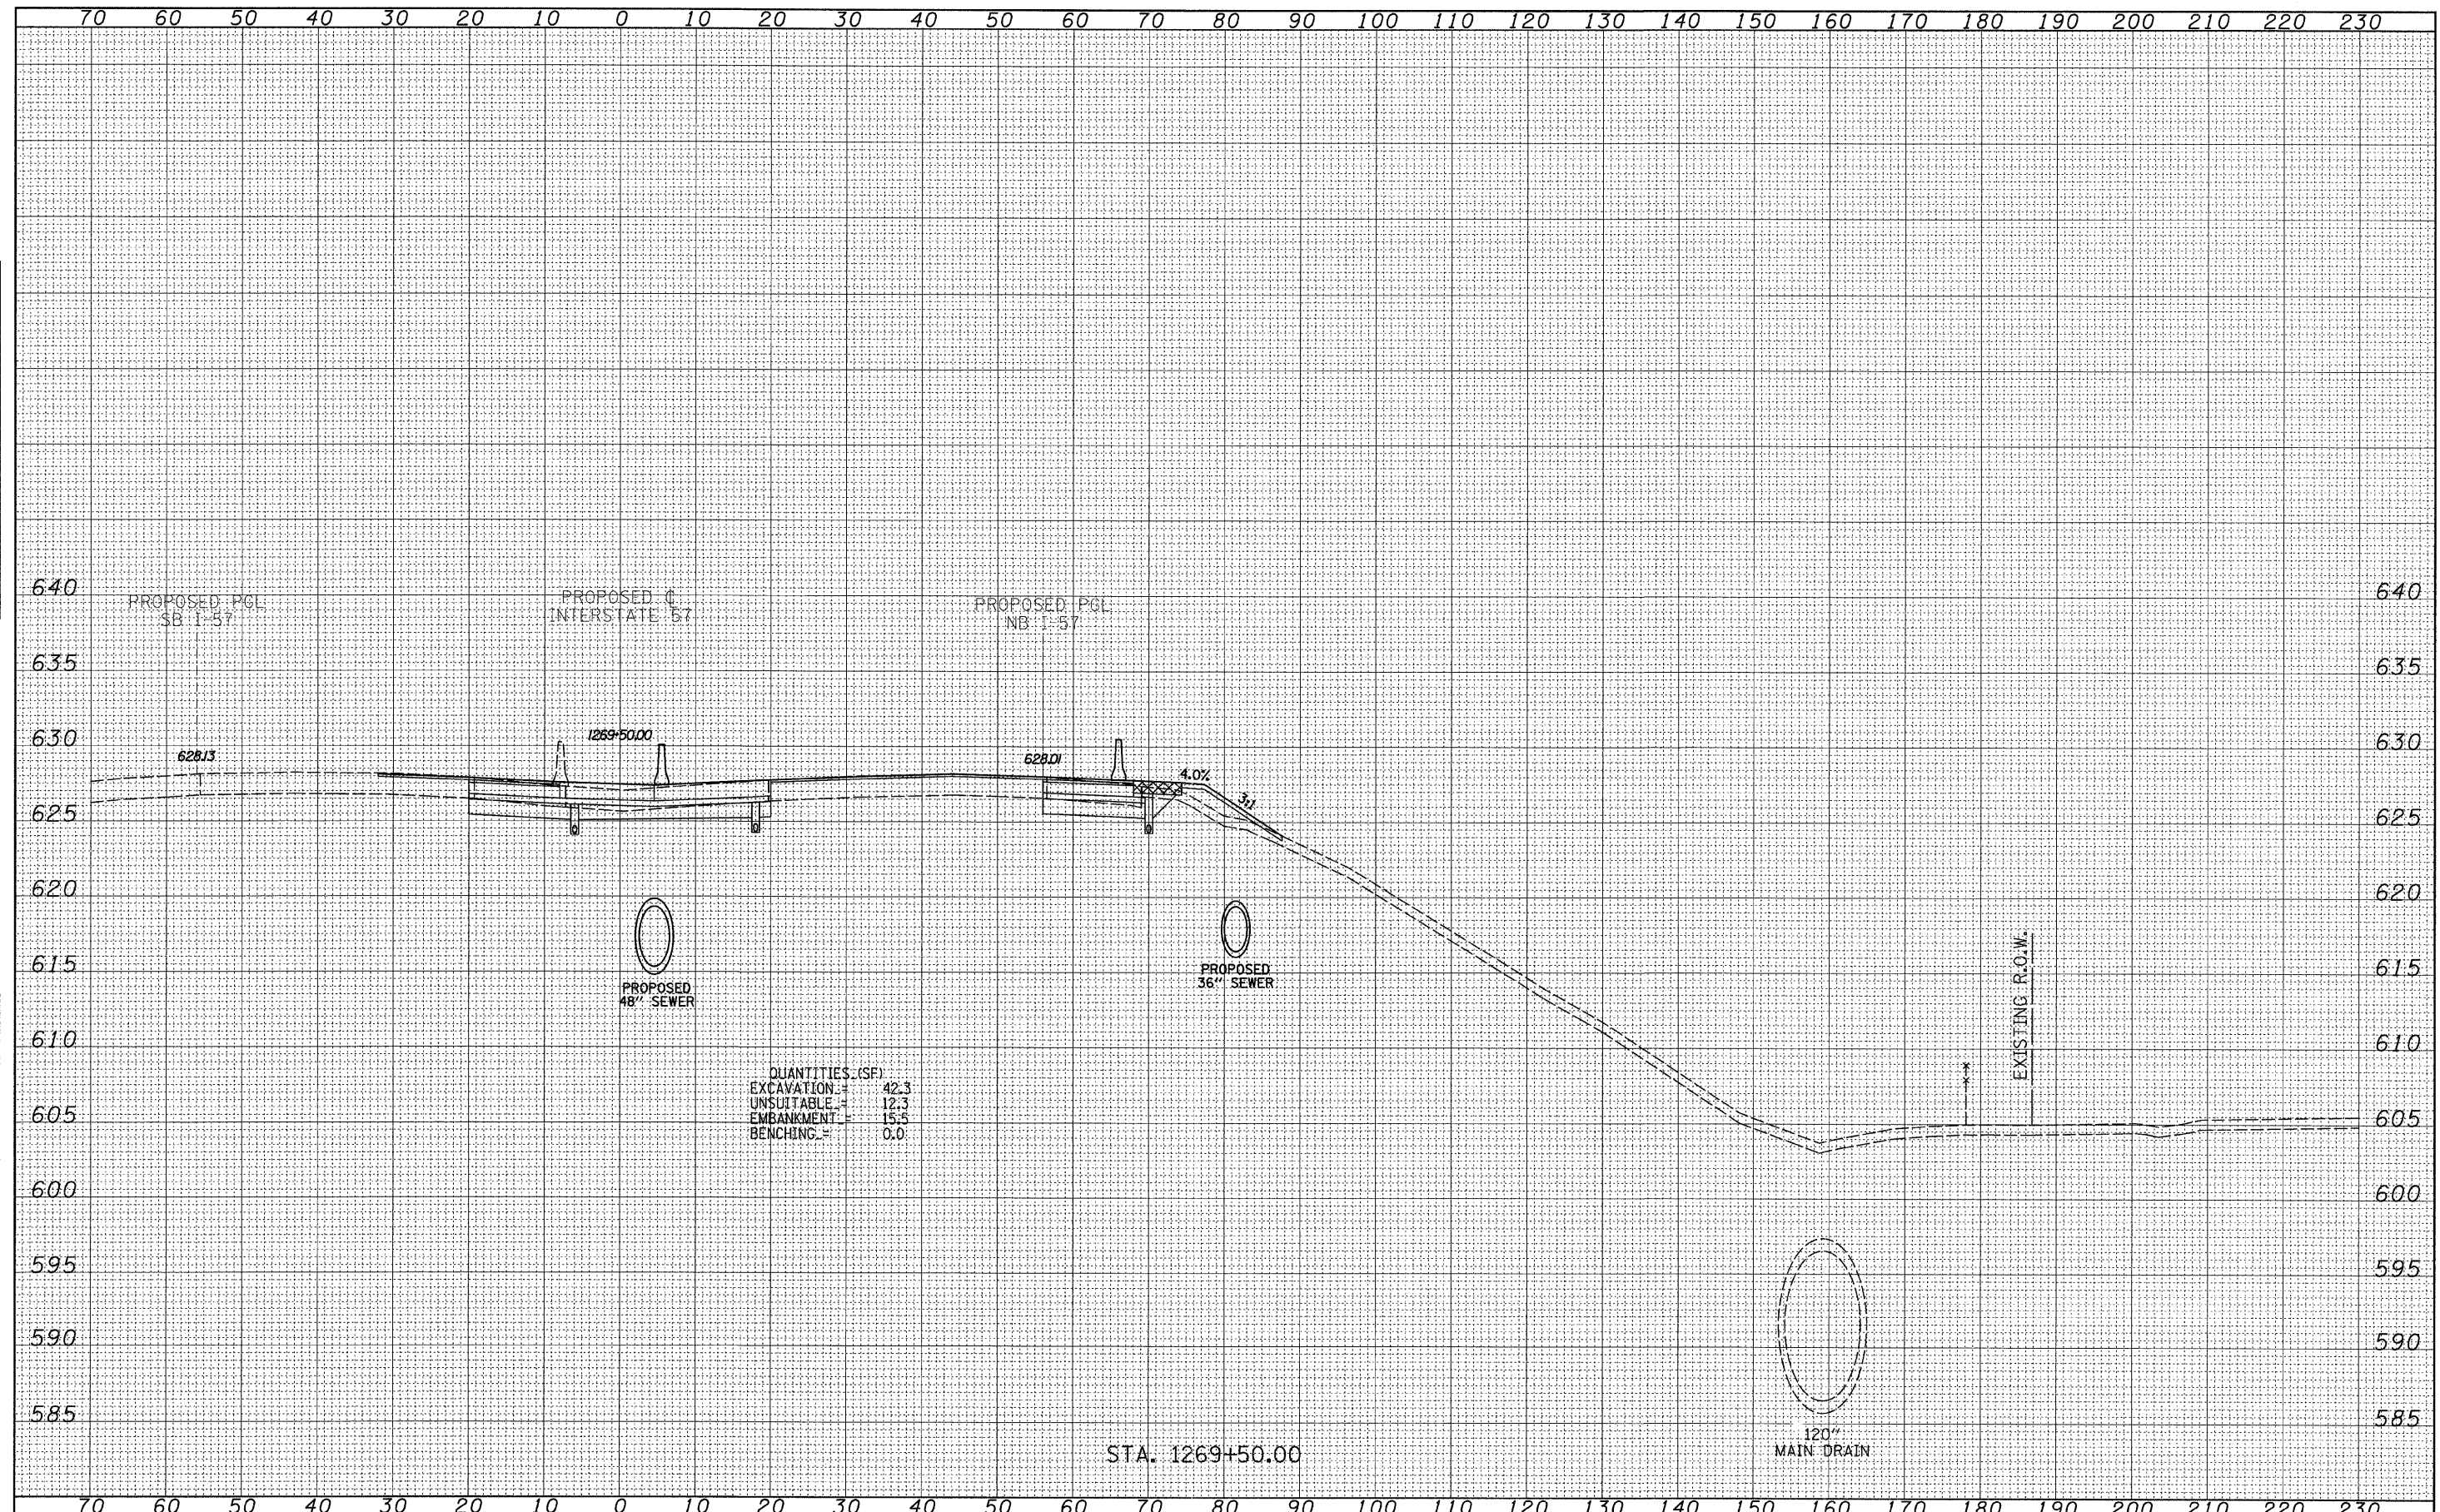 70 60 50 40 30 20 10 0 10 20 30 40 50 60 70 80 90 100 110 120 130 140 150 160 170 180 190 200 210 220 230
640 640
PROPOSED PGL
SB I-57
PROPOSED ℄
INTERSTATE 57
PROPOSED PGL
NB I-57
635 635
630 630
628.13
1269+50.00
628.01
4.0%
3:1
625 625
620 620
615 615
PROPOSED
48" SEWER
PROPOSED
36" SEWER
EXISTING R.O.W.
610 610
QUANTITIES (SF)
EXCAVATION = 42.3
UNSUITABLE = 12.3
EMBANKMENT = 15.5
BENCHING = 0.0
605 605
600 600
595 595
590 590
585 585
120"
MAIN DRAIN
STA. 1269+50.00
70 60 50 40 30 20 10 0 10 20 30 40 50 60 70 80 90 100 110 120 130 140 150 160 170 180 190 200 210 220 230